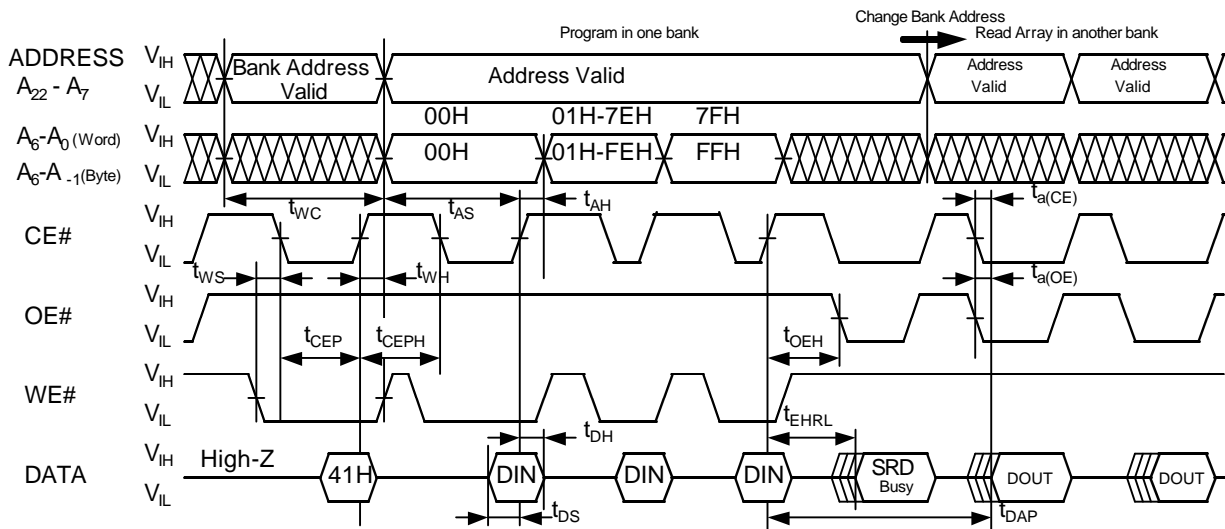 Change Bank Address
Program in one bank
Read Array in another bank
ADDRESS
A22 - A7
VIH
VIL
Bank Address
Valid
Address Valid
Address
Valid
Address
Valid
00H
01H-7EH
7FH
A6-A0 (Word)
A6-A -1(Byte)
VIH
VIL
00H
01H-FEH
FFH
tWC
tAS
tAH
ta(CE)
CE#
VIH
VIL
tWS
tWH
ta(OE)
OE#
VIH
VIL
tCEP
tCEPH
tOEH
WE#
VIH
VIL
tDH
tEHRL
DATA
VIH
VIL
High-Z
41H
DIN
DIN
DIN
SRD
Busy
DOUT
DOUT
tDS
tDAP